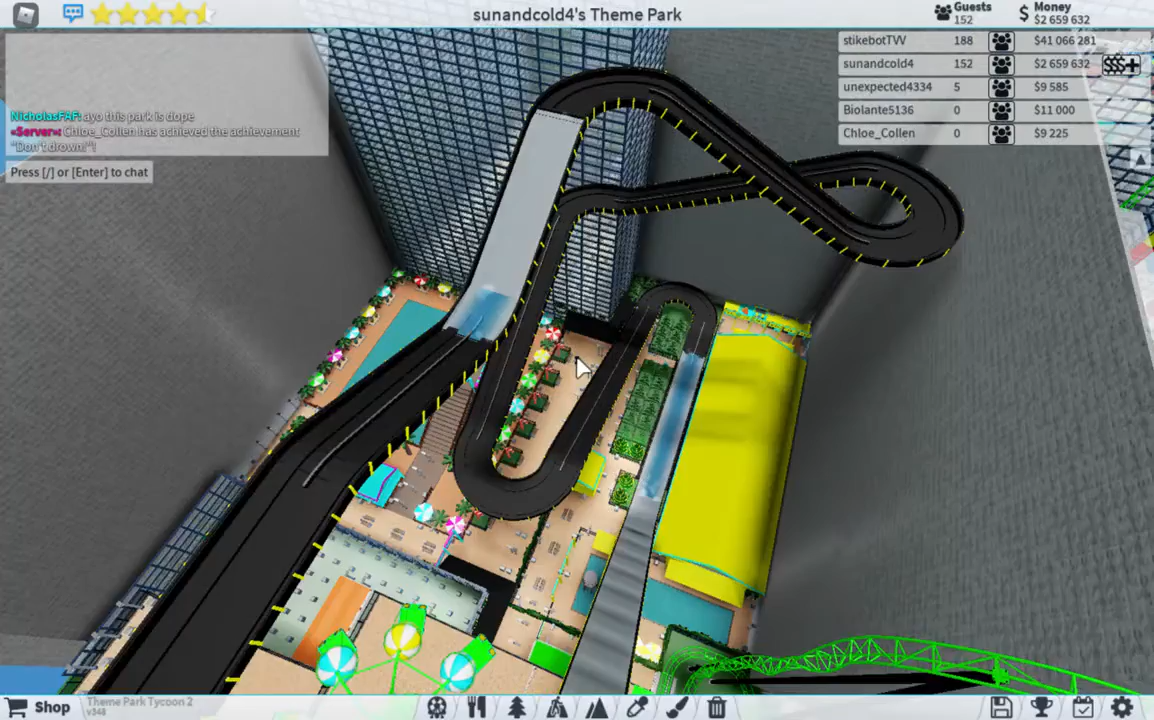 sunandcold4's Theme Park
Guests
152
$ Money
$2 659 632
stikebotTVV 188 $41 066 281
sunandcold4 152 $2 659 632
unexpected4334 5 $9 585
Biolante5136 0 $11 000
Chloe_Collen 0 $9 225
$$$+
NicholasFAF: ayo this park is dope
«Server»: Chloe_Collen has achieved the achievement
"Don't drown!"!
Press [/] or [Enter] to chat
Shop
Theme Park Tycoon 2
v348